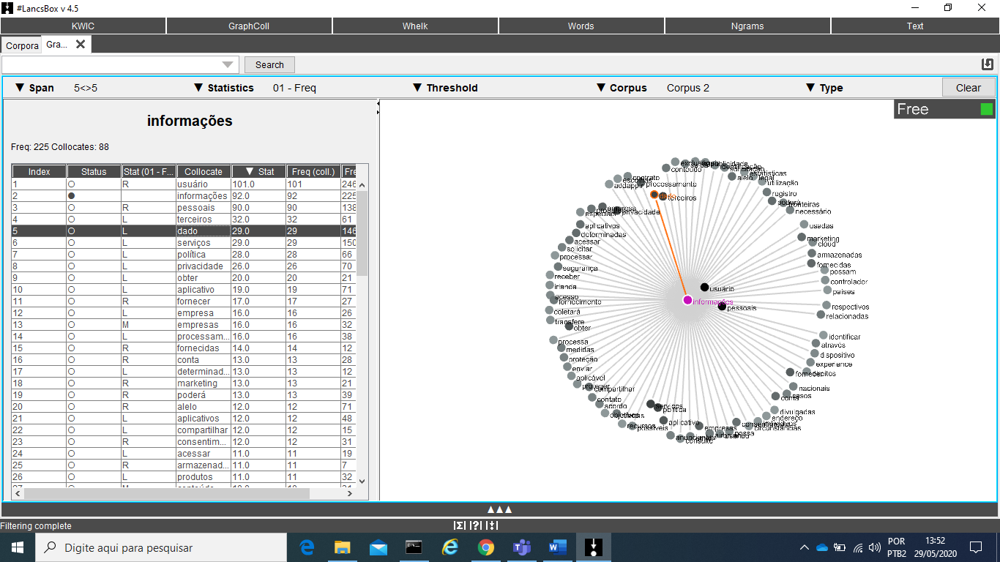 #LancsBox v 4.5
KWIC GraphColl Whelk Words Ngrams Text
Corpora Gra...
Search
▼ Span 5<>5 ▼ Statistics 01 - Freq ▼ Threshold ▼ Corpus Corpus 2 ▼ Type Clear
informações
Freq: 225 Collocates: 88
Index Status Stat (01 - F... Collocate ▼ Stat Freq (coll.) Fre
1 R usuário 101.0 101 246
2 informações 92.0 92 225
3 R pessoais 90.0 90 138
4 L terceiros 32.0 32 61
5 L dado 29.0 29 146
6 L serviços 29.0 29 150
7 L política 28.0 28 66
8 L privacidade 26.0 26 70
9 L obter 20.0 20 21
10 L aplicativo 19.0 19 71
11 R fornecer 17.0 17 27
12 L empresa 16.0 16 26
13 M empresas 16.0 16 32
14 L processam... 16.0 16 38
15 R fornecidas 14.0 14 12
16 R conta 13.0 13 28
17 L determinad... 13.0 13 12
18 R marketing 13.0 13 21
19 R poderá 13.0 13 39
20 R alelo 12.0 12 71
21 L aplicativos 12.0 12 48
22 L compartilhar 12.0 12 15
23 R consentim... 12.0 12 31
24 L acessar 11.0 11 19
25 R armazenad... 11.0 11 7
26 L produtos 11.0 11 32
Free
conteúdo
publicidade
identificação
estatísticas
alelo
legal
utilização
registro
poderá
fronteiras
necessário
contrato
escolhas
processamento
dado
terceiros
privacidade
especiais
aplicativos
determinadas
acessar
solicitar
processar
segurança
receber
irlanda
acesso
fornecimento
coletará
transfere
obter
processa
medidas
proteção
enviar
aplicável
proteger
compartilhar
contato
acordo
objetivos
recursos
possíveis
serviços
política
aplicativo
empresas
consulte
usuário
informações
pessoais
usadas
marketing
cloud
armazenadas
fornecidas
possam
controlador
países
respectivos
relacionadas
identificar
através
dispositivo
experience
fornecer
direitos
nacionais
casos
conta
divulgadas
endereço
circunstâncias
possa
▲▲▲
Filtering complete
Digite aqui para pesquisar
POR
PTB2
13:52
29/05/2020